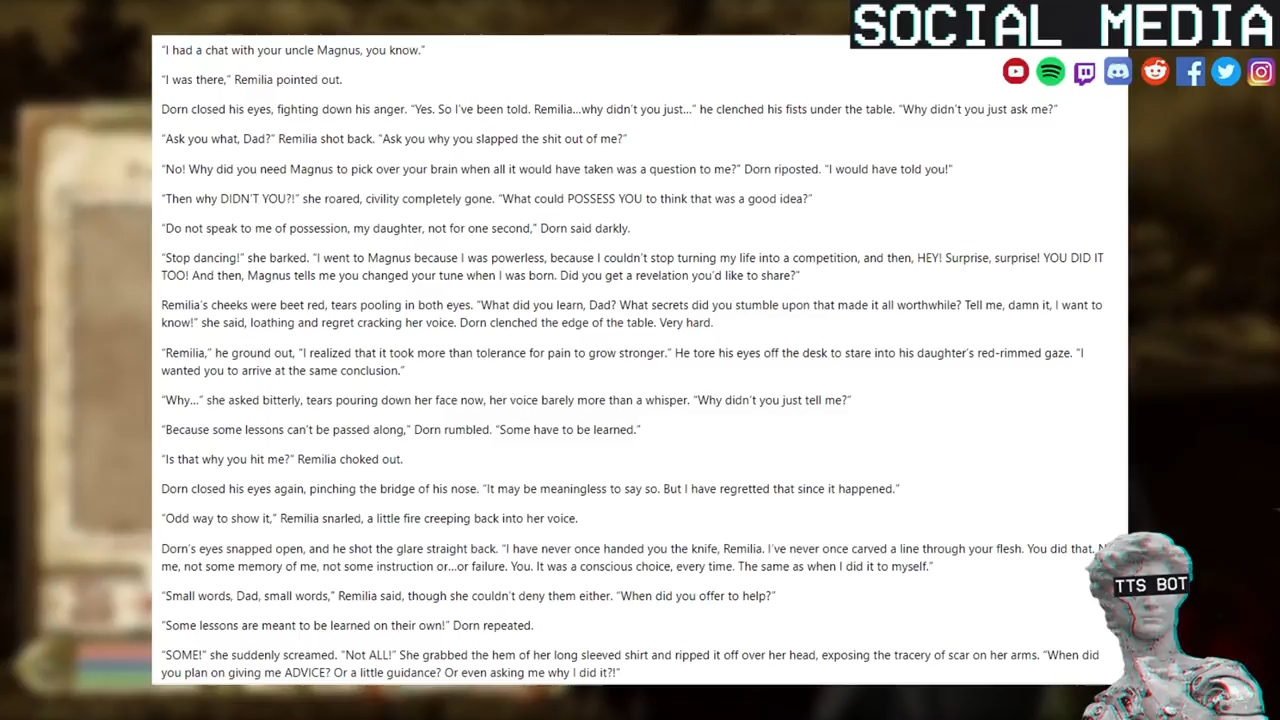 SOCIAL MEDIA
“I had a chat with your uncle Magnus, you know.”
“I was there,” Remilia pointed out.
Dorn closed his eyes, fighting down his anger. “Yes. So I’ve been told. Remilia…why didn’t you just…” he clenched his fists under the table. “Why didn’t you just ask me?”
“Ask you what, Dad?” Remilia shot back. “Ask you why you slapped the shit out of me?”
“No! Why did you need Magnus to pick over your brain when all it would have taken was a question to me?” Dorn riposted. “I would have told you!”
“Then why DIDN’T YOU?!” she roared, civility completely gone. “What could POSSESS YOU to think that was a good idea?”
“Do not speak to me of possession, my daughter, not for one second,” Dorn said darkly.
“Stop dancing!” she barked. “I went to Magnus because I was powerless, because I couldn’t stop turning my life into a competition, and then, HEY! Surprise, surprise! YOU DID IT
TOO! And then, Magnus tells me you changed your tune when I was born. Did you get a revelation you’d like to share?”
Remilia’s cheeks were beet red, tears pooling in both eyes. “What did you learn, Dad? What secrets did you stumble upon that made it all worthwhile? Tell me, damn it, I want to
know!” she said, loathing and regret cracking her voice. Dorn clenched the edge of the table. Very hard.
“Remilia,” he ground out, “I realized that it took more than tolerance for pain to grow stronger.” He tore his eyes off the desk to stare into his daughter’s red-rimmed gaze. “I
wanted you to arrive at the same conclusion.”
“Why…” she asked bitterly, tears pouring down her face now, her voice barely more than a whisper. “Why didn’t you just tell me?”
“Because some lessons can’t be passed along,” Dorn rumbled. “Some have to be learned.”
“Is that why you hit me?” Remilia choked out.
Dorn closed his eyes again, pinching the bridge of his nose. “It may be meaningless to say so. But I have regretted that since it happened.”
“Odd way to show it,” Remilia snarled, a little fire creeping back into her voice.
Dorn’s eyes snapped open, and he shot the glare straight back. “I have never once handed you the knife, Remilia. I’ve never once carved a line through your flesh. You did that.
me, not some memory of me, not some instruction or…or failure. You. It was a conscious choice, every time. The same as when I did it to myself.”
“Small words, Dad, small words,” Remilia said, though she couldn’t deny them either. “When did you offer to help?”
“Some lessons are meant to be learned on their own!” Dorn repeated.
“SOME!” she suddenly screamed. “Not ALL!” She grabbed the hem of her long sleeved shirt and ripped it off over her head, exposing the tracery of scar on her arms. “When did
you plan on giving me ADVICE? Or a little guidance? Or even asking me why I did it?!”
TTS BOT